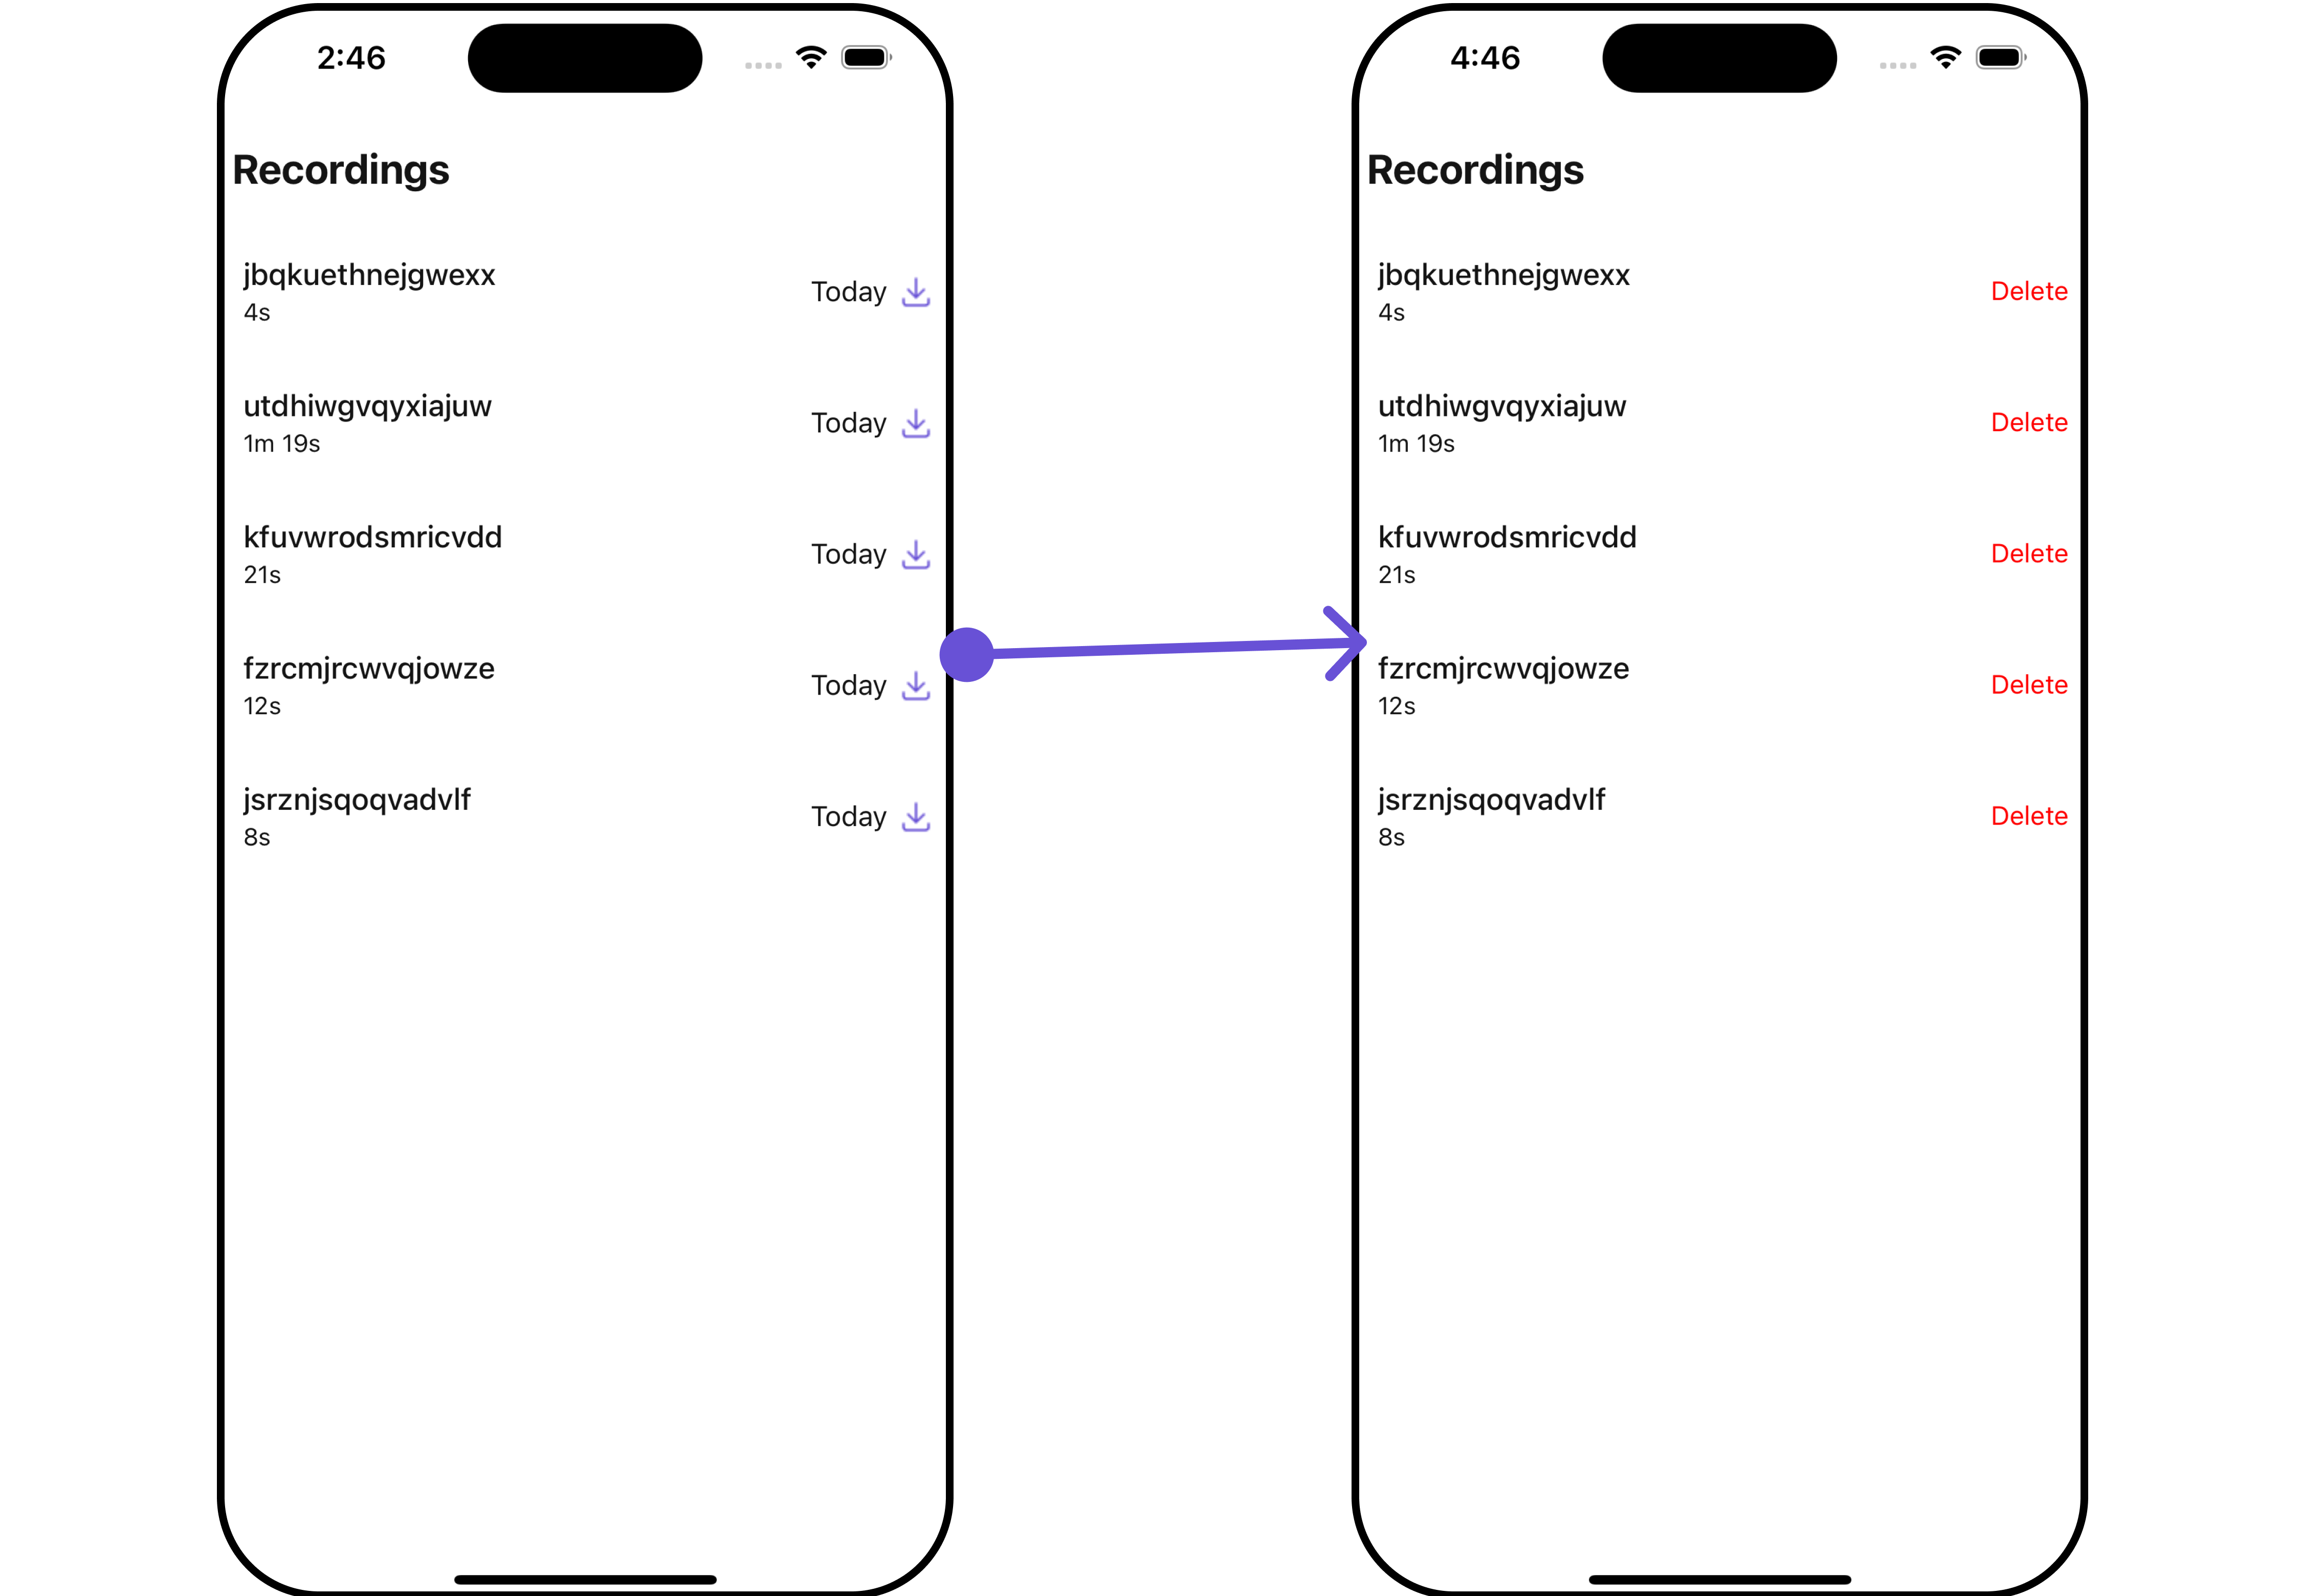 2:46
Recordings
jbqkuethnejgwexx
4s
Today
utdhiwgvqyxiajuw
1m 19s
Today
kfuvwrodsmricvdd
21s
Today
fzrcmjrcwvqjowze
12s
Today
jsrznjsqoqvadvlf
8s
Today
4:46
Recordings
jbqkuethnejgwexx
4s
Delete
utdhiwgvqyxiajuw
1m 19s
Delete
kfuvwrodsmricvdd
21s
Delete
fzrcmjrcwvqjowze
12s
Delete
jsrznjsqoqvadvlf
8s
Delete